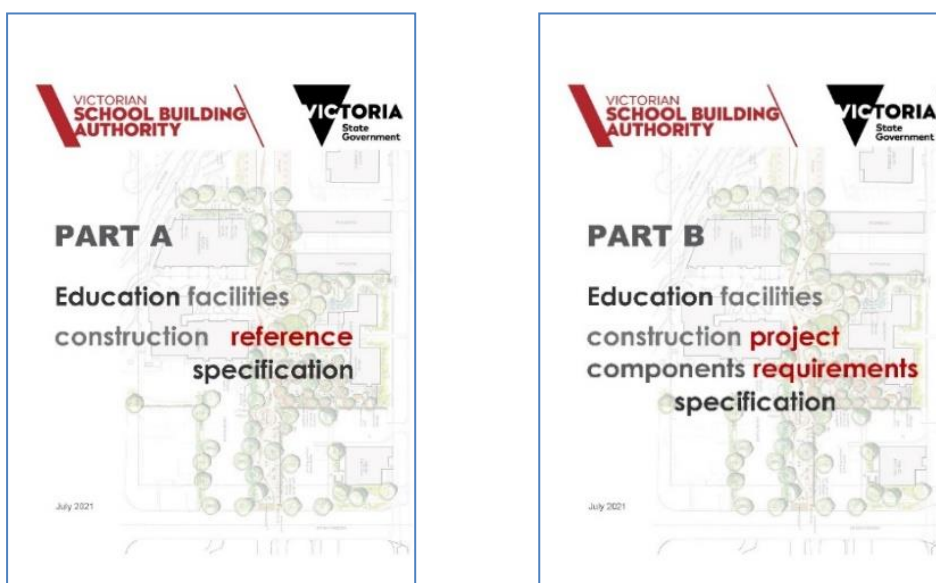 VICTORIAN
SCHOOL BUILDING
AUTHORITY
VICTORIA
State
Government
PART A
Education facilities
construction reference
specification
July 2021
VICTORIAN
SCHOOL BUILDING
AUTHORITY
VICTORIA
State
Government
PART B
Education facilities
construction project
components requirements
specification
July 2021